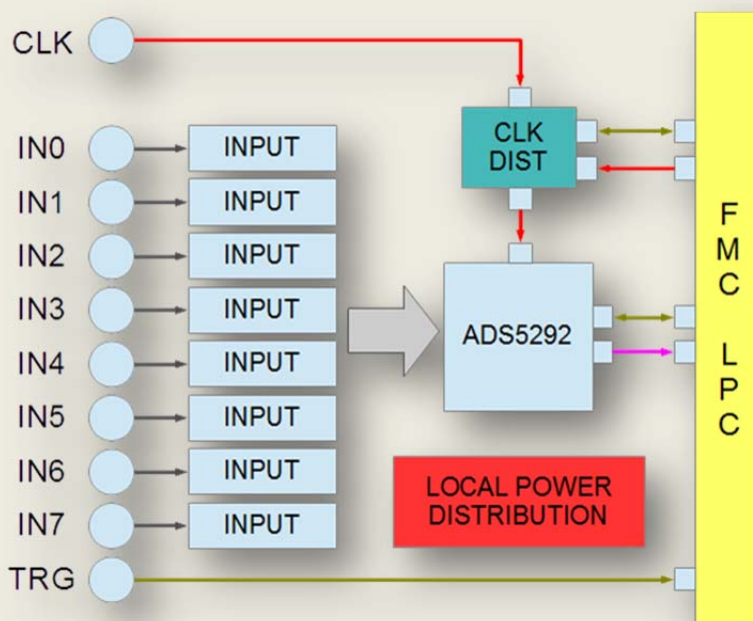 CLK
IN0
INPUT
IN1
INPUT
IN2
INPUT
IN3
INPUT
IN4
INPUT
IN5
INPUT
IN6
INPUT
IN7
INPUT
TRG
CLK
DIST
ADS5292
LOCAL POWER
DISTRIBUTION
F
M
C
L
P
C